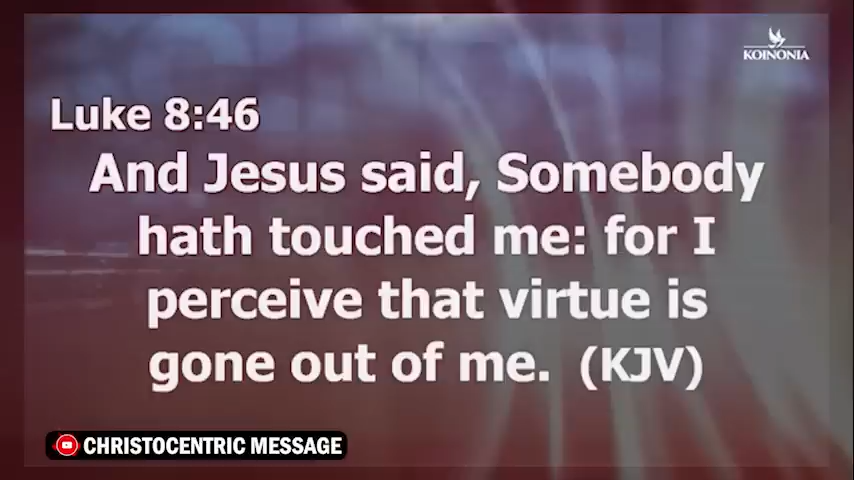 KOINONIA
Luke 8:46
And Jesus said, Somebody
hath touched me: for I
perceive that virtue is
gone out of me. (KJV)
CHRISTOCENTRIC MESSAGE